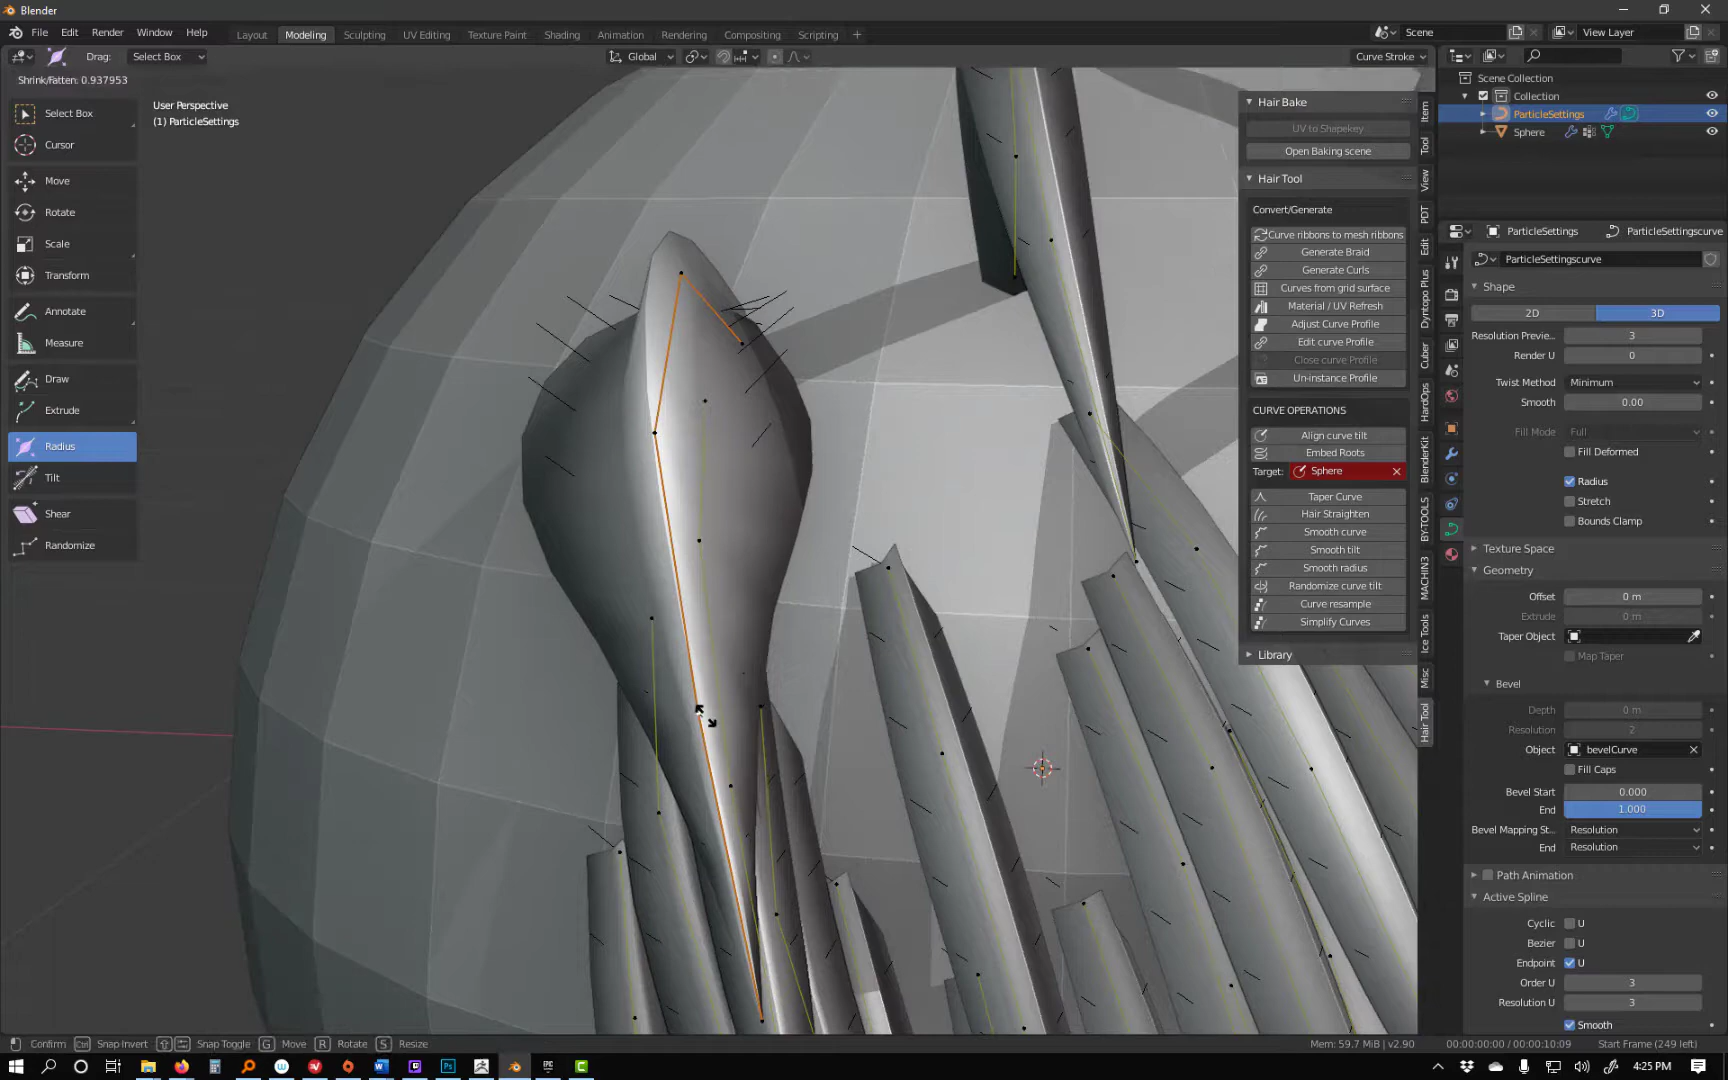 Blender
File Edit Render Window Help
Layout Modeling Sculpting UV Editing Texture Paint Shading Animation Rendering Compositing Scripting +
Scene
View Layer
Drag: Select Box
Global
Curve Stroke
Shrink/Fatten: 0.937953
User Perspective
(1) ParticleSettings
Select Box
Cursor
Move
Rotate
Scale
Transform
Annotate
Measure
Draw
Extrude
Radius
Tilt
Shear
Randomize
Hair Bake
UV to Shapekey
Open Baking scene
Hair Tool
Convert/Generate
Curve ribbons to mesh ribbons
Generate Braid
Generate Curls
Curves from grid surface
Material / UV Refresh
Adjust Curve Profile
Edit curve Profile
Close curve Profile
Un-instance Profile
CURVE OPERATIONS
Align curve tilt
Embed Roots
Target: Sphere
Taper Curve
Hair Straighten
Smooth curve
Smooth tilt
Smooth radius
Randomize curve tilt
Curve resample
Simplify Curves
Library
Item
Tool
View
PDT
Edit
Dyntopo Plus
Cuber
HardOps
BlenderKit
BY-TOOLS
MACHIN3
Ice Tools
Misc
Hair Tool
Scene Collection
Collection
ParticleSettings
Sphere
ParticleSettings ParticleSettingscurve
ParticleSettingscurve
Shape
2D 3D
Resolution Previe... 3
Render U 0
Twist Method Minimum
Smooth 0.00
Fill Mode Full
Fill Deformed
Radius
Stretch
Bounds Clamp
Texture Space
Geometry
Offset 0 m
Extrude 0 m
Taper Object
Map Taper
Bevel
Depth 0 m
Resolution 2
Object bevelCurve
Fill Caps
Bevel Start 0.000
End 1.000
Bevel Mapping St... Resolution
End Resolution
Path Animation
Active Spline
Cyclic U
Bezier U
Endpoint U
Order U 3
Resolution U 3
Smooth
Confirm Ctrl Snap Invert Snap Toggle G Move R Rotate S Resize
Mem: 59.7 MiB | v2.90 00:00:00:00 / 00:00:10:09 Start Frame (249 left)
4:25 PM